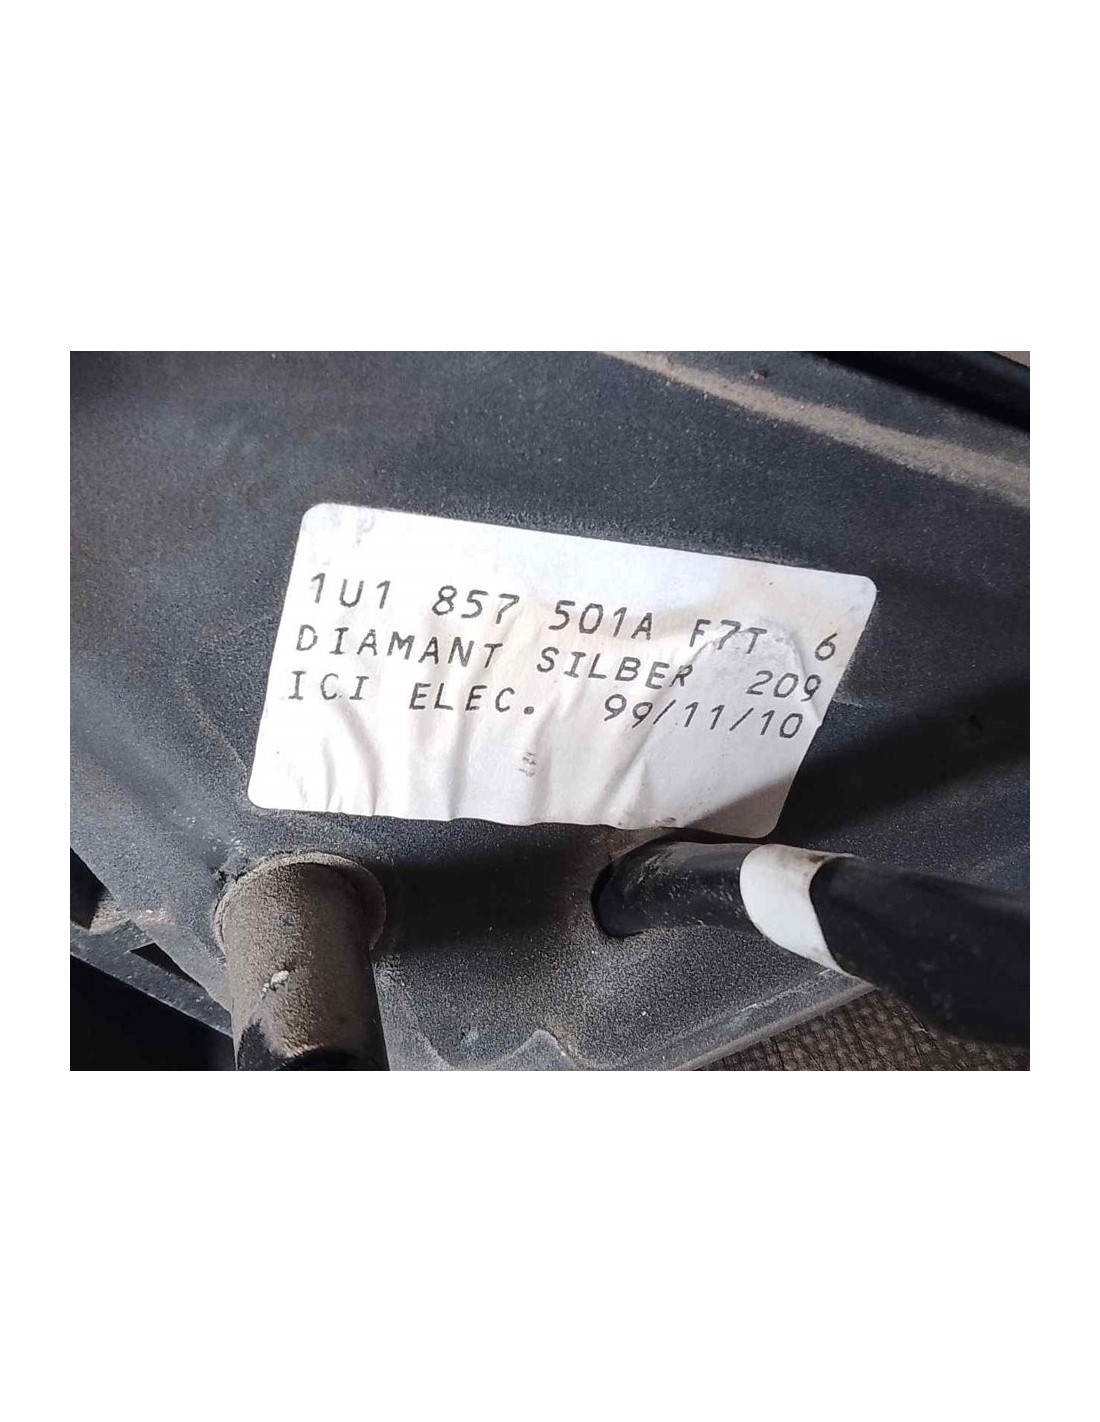 1U1 857 501A F7T 6
DIAMANT SILBER 209
ICI ELEC. 99/11/10